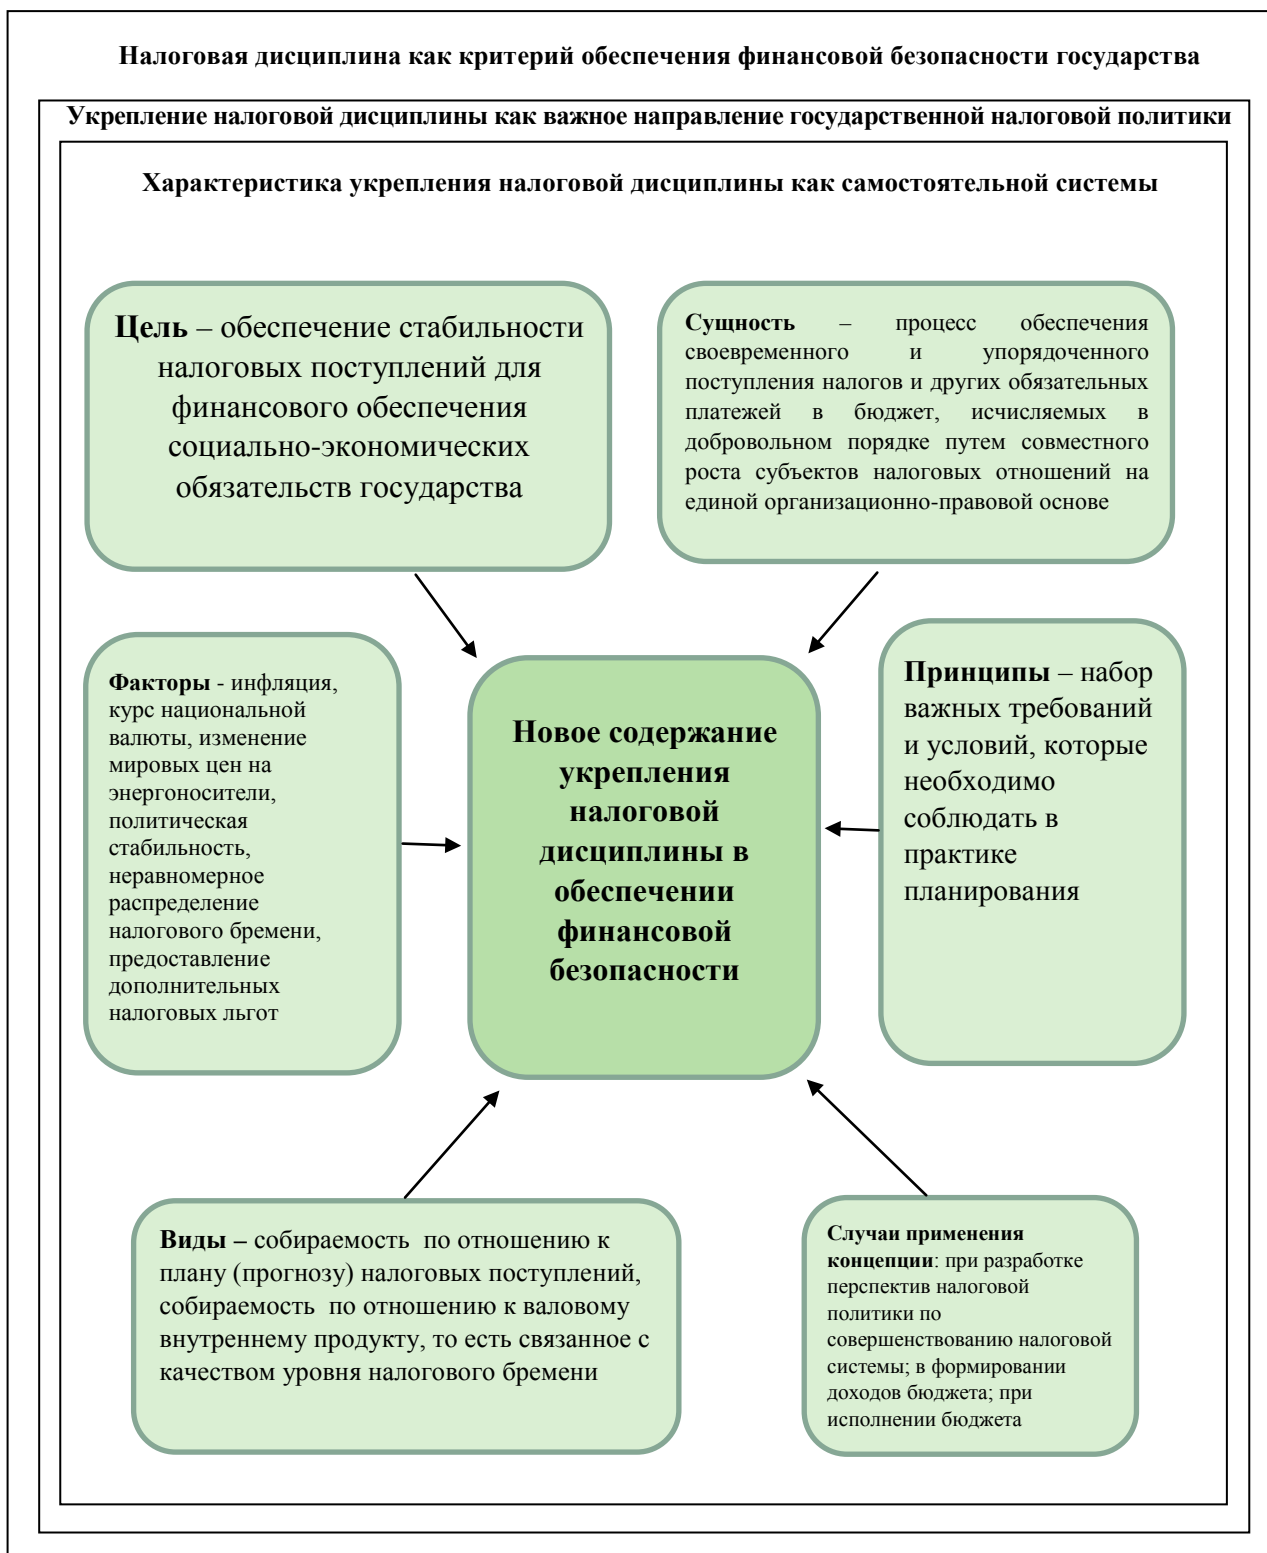 Налоговая дисциплина как критерий обеспечения финансовой безопасности государства
Укрепление налоговой дисциплины как важное направление государственной налоговой политики
Характеристика укрепления налоговой дисциплины как самостоятельной системы
Цель – обеспечение стабильности
налоговых поступлений для
финансового обеспечения
социально-экономических
обязательств государства
Сущность – процесс обеспечения
своевременного и упорядоченного
поступления налогов и других обязательных
платежей в бюджет, исчисляемых в
добровольном порядке путем совместного
роста субъектов налоговых отношений на
единой организационно-правовой основе
Факторы - инфляция,
курс национальной
валюты, изменение
мировых цен на
энергоносители,
политическая
стабильность,
неравномерное
распределение
налогового бремени,
предоставление
дополнительных
налоговых льгот
Новое содержание
укрепления
налоговой
дисциплины в
обеспечении
финансовой
безопасности
Принципы – набор
важных требований
и условий, которые
необходимо
соблюдать в
практике
планирования
Виды – собираемость по отношению к
плану (прогнозу) налоговых поступлений,
собираемость по отношению к валовому
внутреннему продукту, то есть связанное с
качеством уровня налогового бремени
Случаи применения
концепции: при разработке
перспектив налоговой
политики по
совершенствованию налоговой
системы; в формировании
доходов бюджета; при
исполнении бюджета